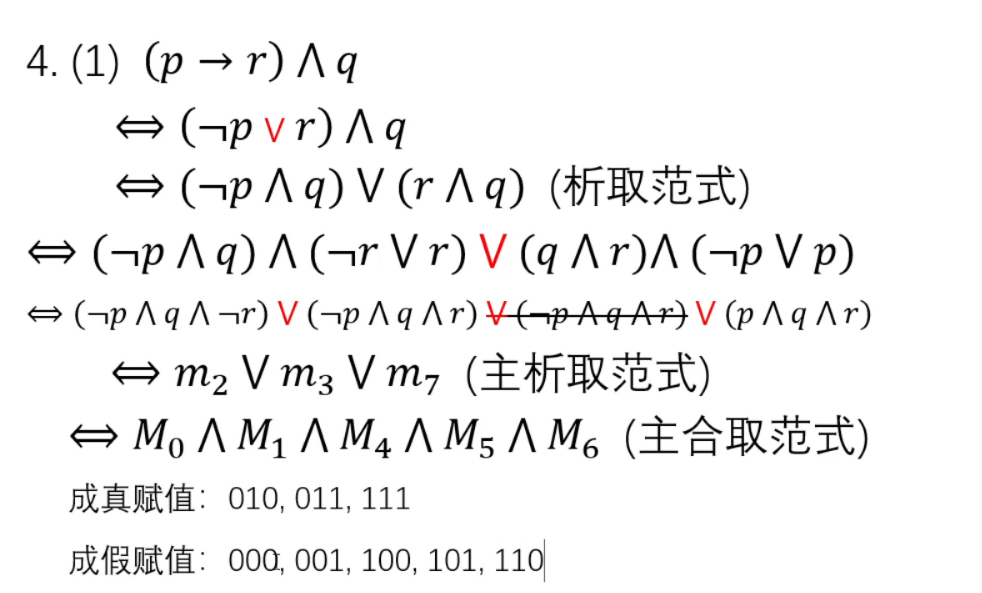 4. (1) (p → r) ∧ q
⟺ (¬p ∨ r) ∧ q
⟺ (¬p ∧ q) ∨ (r ∧ q) (析取范式)
⟺ (¬p ∧ q) ∧ (¬r ∨ r) ∨ (q ∧ r)∧ (¬p ∨ p)
⟺ (¬p ∧ q ∧ ¬r) ∨ (¬p ∧ q ∧ r) ∨ (¬p ∧ q ∧ r) ∨ (p ∧ q ∧ r)
⟺ m₂ ∨ m₃ ∨ m₇ (主析取范式)
⟺ M₀ ∧ M₁ ∧ M₄ ∧ M₅ ∧ M₆ (主合取范式)
成真赋值：010, 011, 111
成假赋值：000, 001, 100, 101, 110